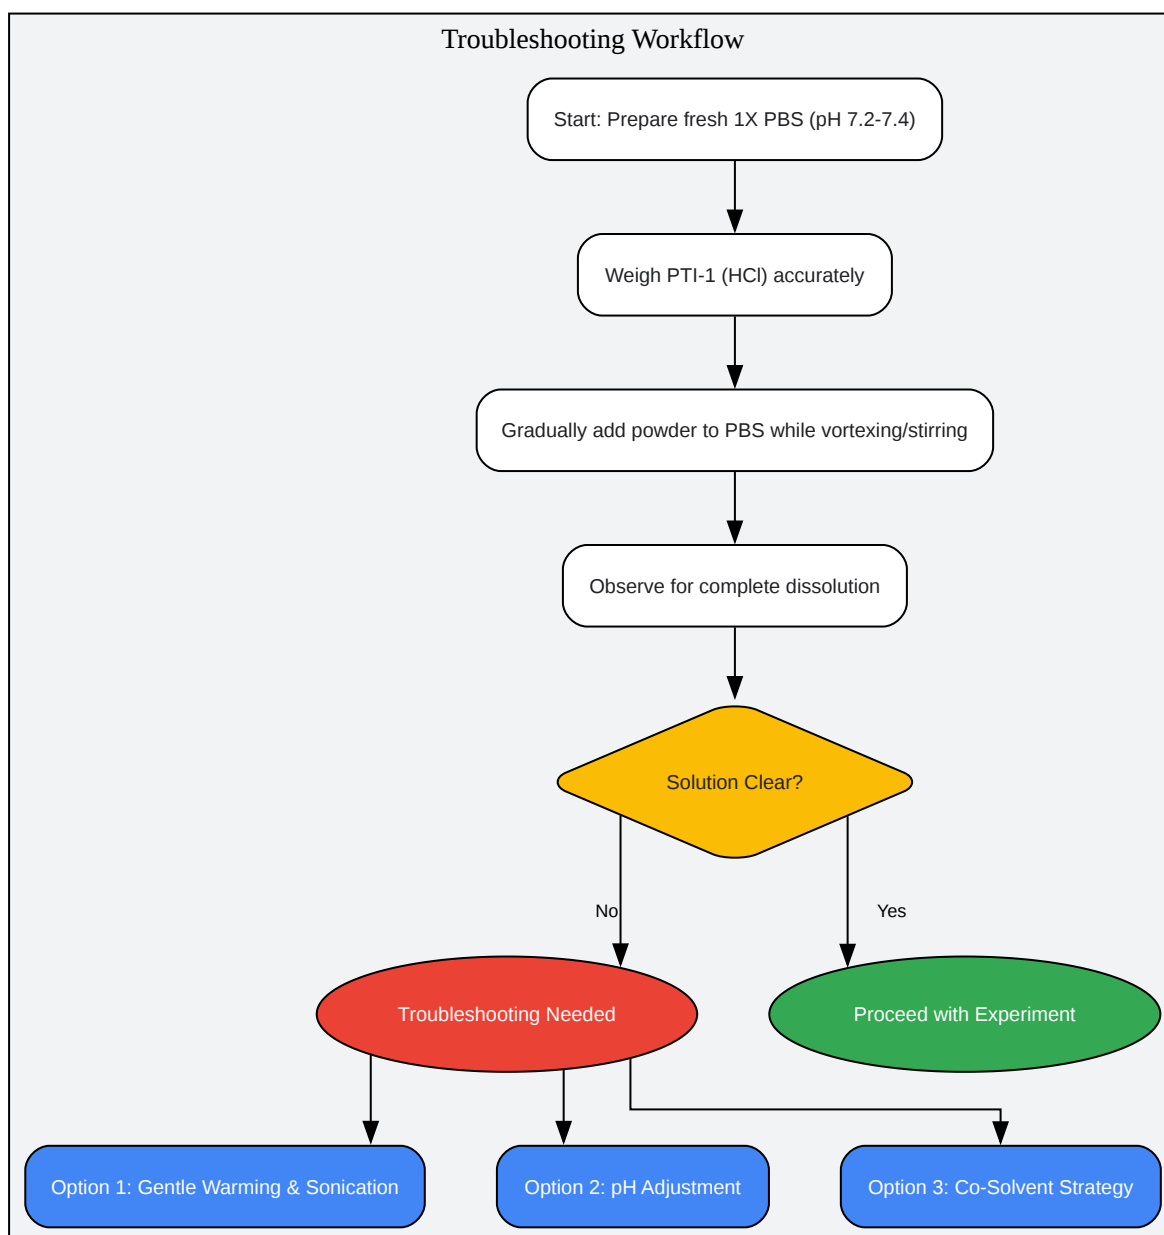 Troubleshooting Workflow
Start: Prepare fresh 1X PBS (pH 7.2-7.4)
Weigh PTI-1 (HCl) accurately
Gradually add powder to PBS while vortexing/stirring
Observe for complete dissolution
Solution Clear?
No
Yes
Troubleshooting Needed
Proceed with Experiment
Option 1: Gentle Warming & Sonication
Option 2: pH Adjustment
Option 3: Co-Solvent Strategy